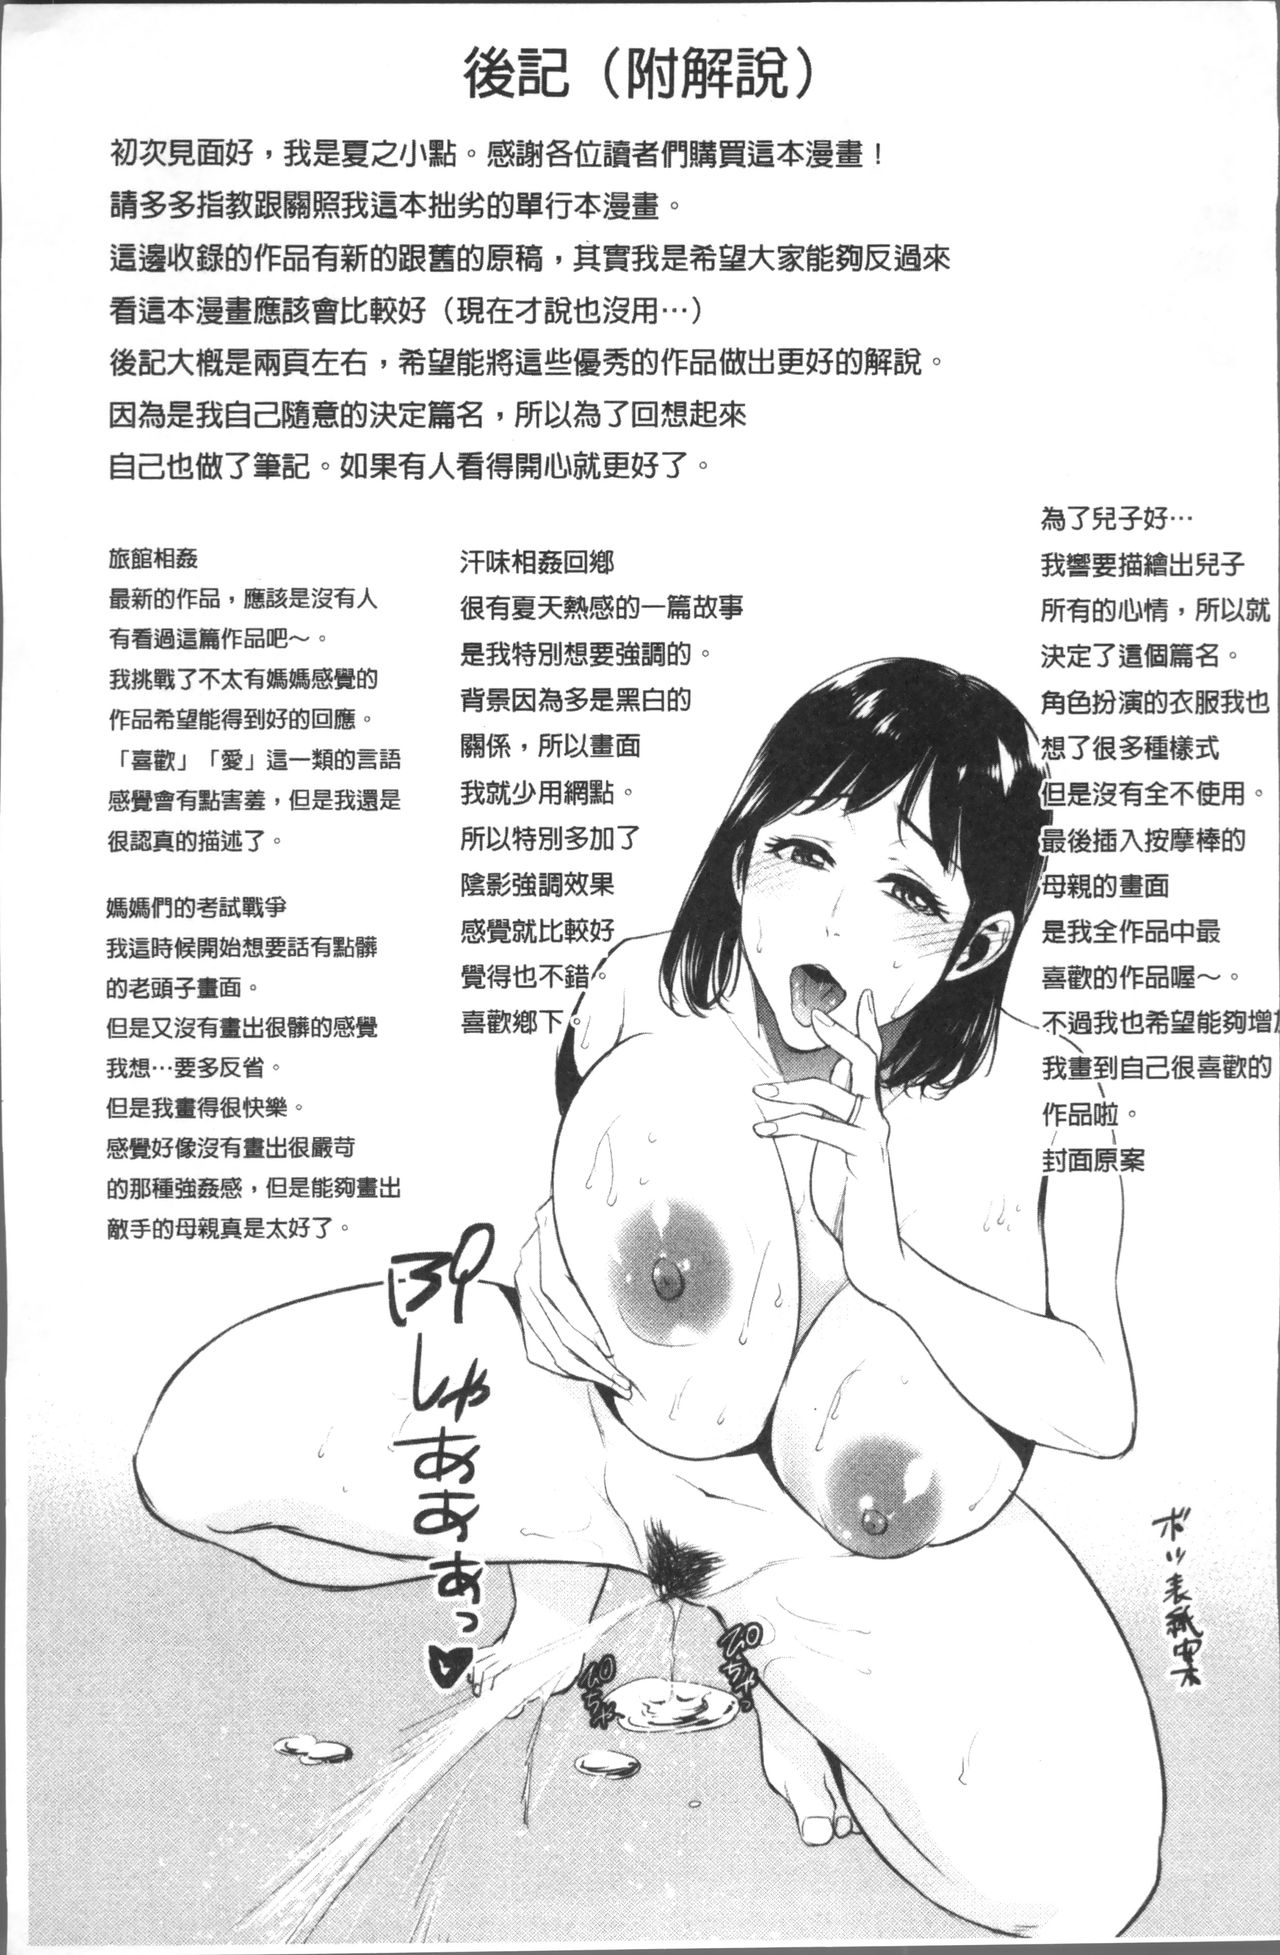 後記（附解說）
初次見面好，我是夏之小點。感謝各位讀者們購買這本漫畫！
請多多指教跟關照我這本拙劣的單行本漫畫。
這邊收錄的作品有新的跟舊的原稿，其實我是希望大家能夠反過來
看這本漫畫應該會比較好（現在才說也沒用⋯）
後記大概是兩頁左右，希望能將這些優秀的作品做出更好的解說。
因為是我自己隨意的決定篇名，所以為了回想起來
自己也做了筆記。如果有人看得開心就更好了。
旅館相姦
最新的作品，應該是沒有人
有看過這篇作品吧～。
我挑戰了不太有媽媽感覺的
作品希望能得到好的回應。
「喜歡」「愛」這一類的言語
感覺會有點害羞，但是我還是
很認真的描述了。
媽媽們的考試戰爭
我這時候開始想要話有點髒
的老頭子畫面。
但是又沒有畫出很髒的感覺
我想⋯要多反省。
但是我畫得很快樂。
感覺好像沒有畫出很嚴苛
的那種強姦感，但是能夠畫出
敵手的母親真是太好了。
汗味相姦回鄉
很有夏天熱感的一篇故事
是我特別想要強調的。
背景因為多是黑白的
關係，所以畫面
我就少用網點。
所以特別多加了
陰影強調效果
感覺就比較好
覺得也不錯。
喜歡鄉下。
為了兒子好⋯
我響要描繪出兒子
所有的心情，所以就
決定了這個篇名。
角色扮演的衣服我也
想了很多種樣式
但是沒有全不使用。
最後插入按摩棒的
母親的畫面
是我全作品中最
喜歡的作品喔～。
不過我也希望能夠增加
我畫到自己很喜歡的
作品啦。
封面原案
しゃああああっ♥
ぷちゃ
ぷちゃっ
ボツ表紙案